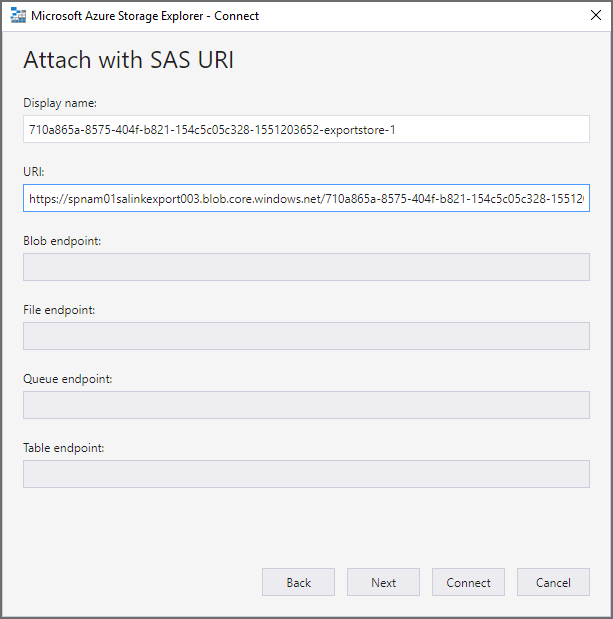 Microsoft Azure Storage Explorer - Connect
Attach with SAS URI
Display name:
710a865a-8575-404f-b821-154c5c05c328-1551203652-exportstore-1
URI:
https://spnam01salinkexport003.blob.core.windows.net/710a865a-8575-404f-b821-154c5c05c328-15512
Blob endpoint:
File endpoint:
Queue endpoint:
Table endpoint:
Back Next Connect Cancel